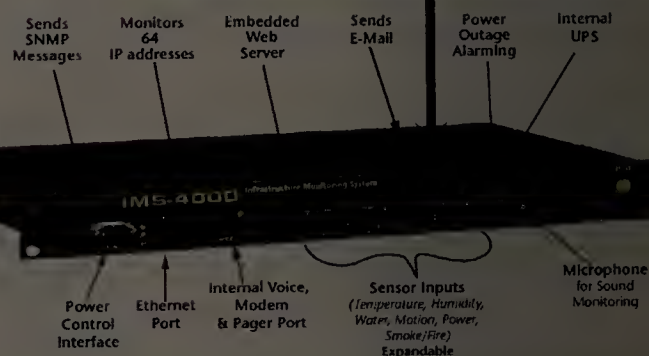 Sends
SNMP
Messages
Monitors
64
IP addresses
Embedded
Web
Server
Sends
E-Mail
Power
Outage
Alarming
Internal
UPS
IMS-4000 Infrastructure Monitoring System
Power
Control
Interface
Ethernet
Port
Internal Voice,
Modem
& Pager Port
Sensor Inputs
(Temperature, Humidity,
Water, Motion, Power,
Smoke/Fire)
Expandable
Microphone
for Sound
Monitoring